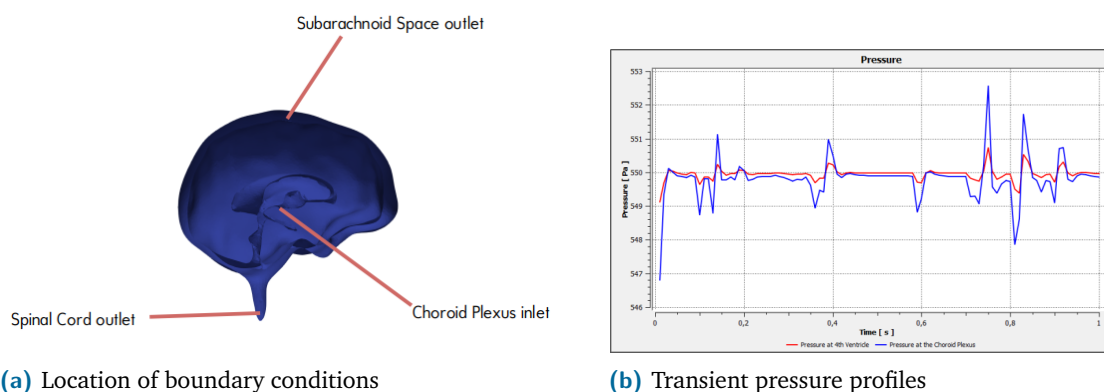 Subarachnoid Space outlet
Spinal Cord outlet
Choroid Plexus inlet
(a) Location of boundary conditions
Pressure
553
552
551
550
549
548
547
546
Pressure [ Pa ]
0
0,2
0,4
0,6
0,8
1
Time [ s ]
Pressure at 4th Ventricle
Pressure at the Choroid Plexus
(b) Transient pressure profiles